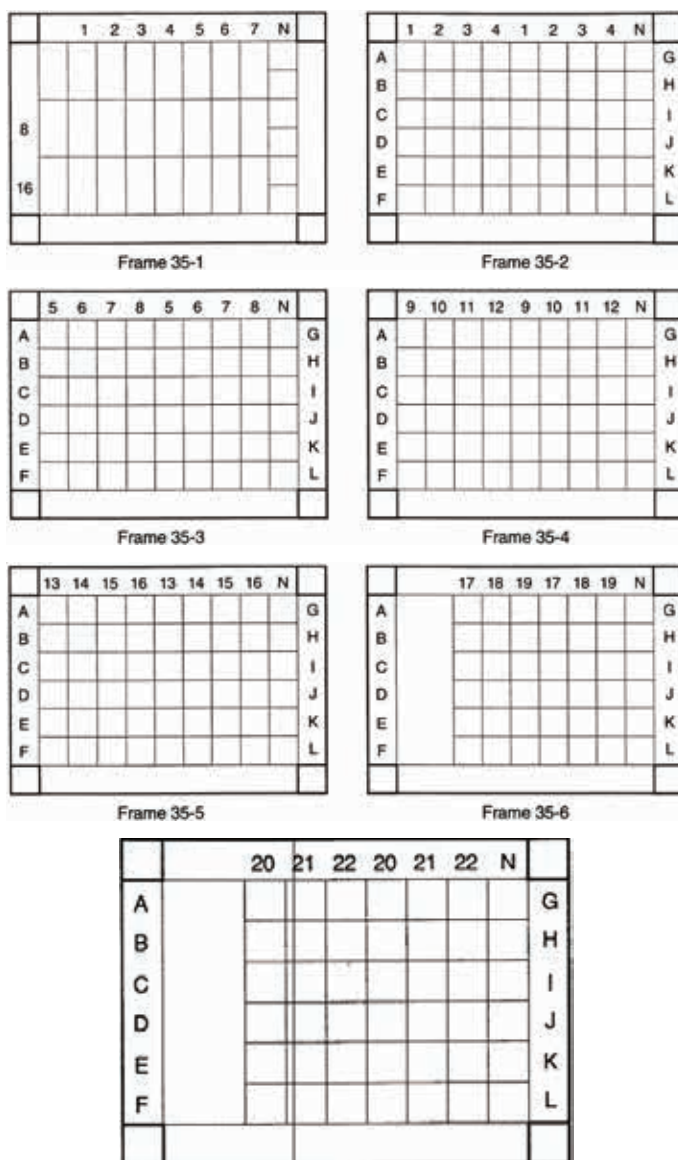 1 2 3 4 5 6 7 N
8
16
Frame 35-1
1 2 3 4 1 2 3 4 N
A G
B H
C I
D J
E K
F L
Frame 35-2
5 6 7 8 5 6 7 8 N
A G
B H
C I
D J
E K
F L
Frame 35-3
9 10 11 12 9 10 11 12 N
A G
B H
C I
D J
E K
F L
Frame 35-4
13 14 15 16 13 14 15 16 N
A G
B H
C I
D J
E K
F L
Frame 35-5
17 18 19 17 18 19 N
A G
B H
C I
D J
E K
F L
Frame 35-6
20 21 22 20 21 22 N
A G
B H
C I
D J
E K
F L